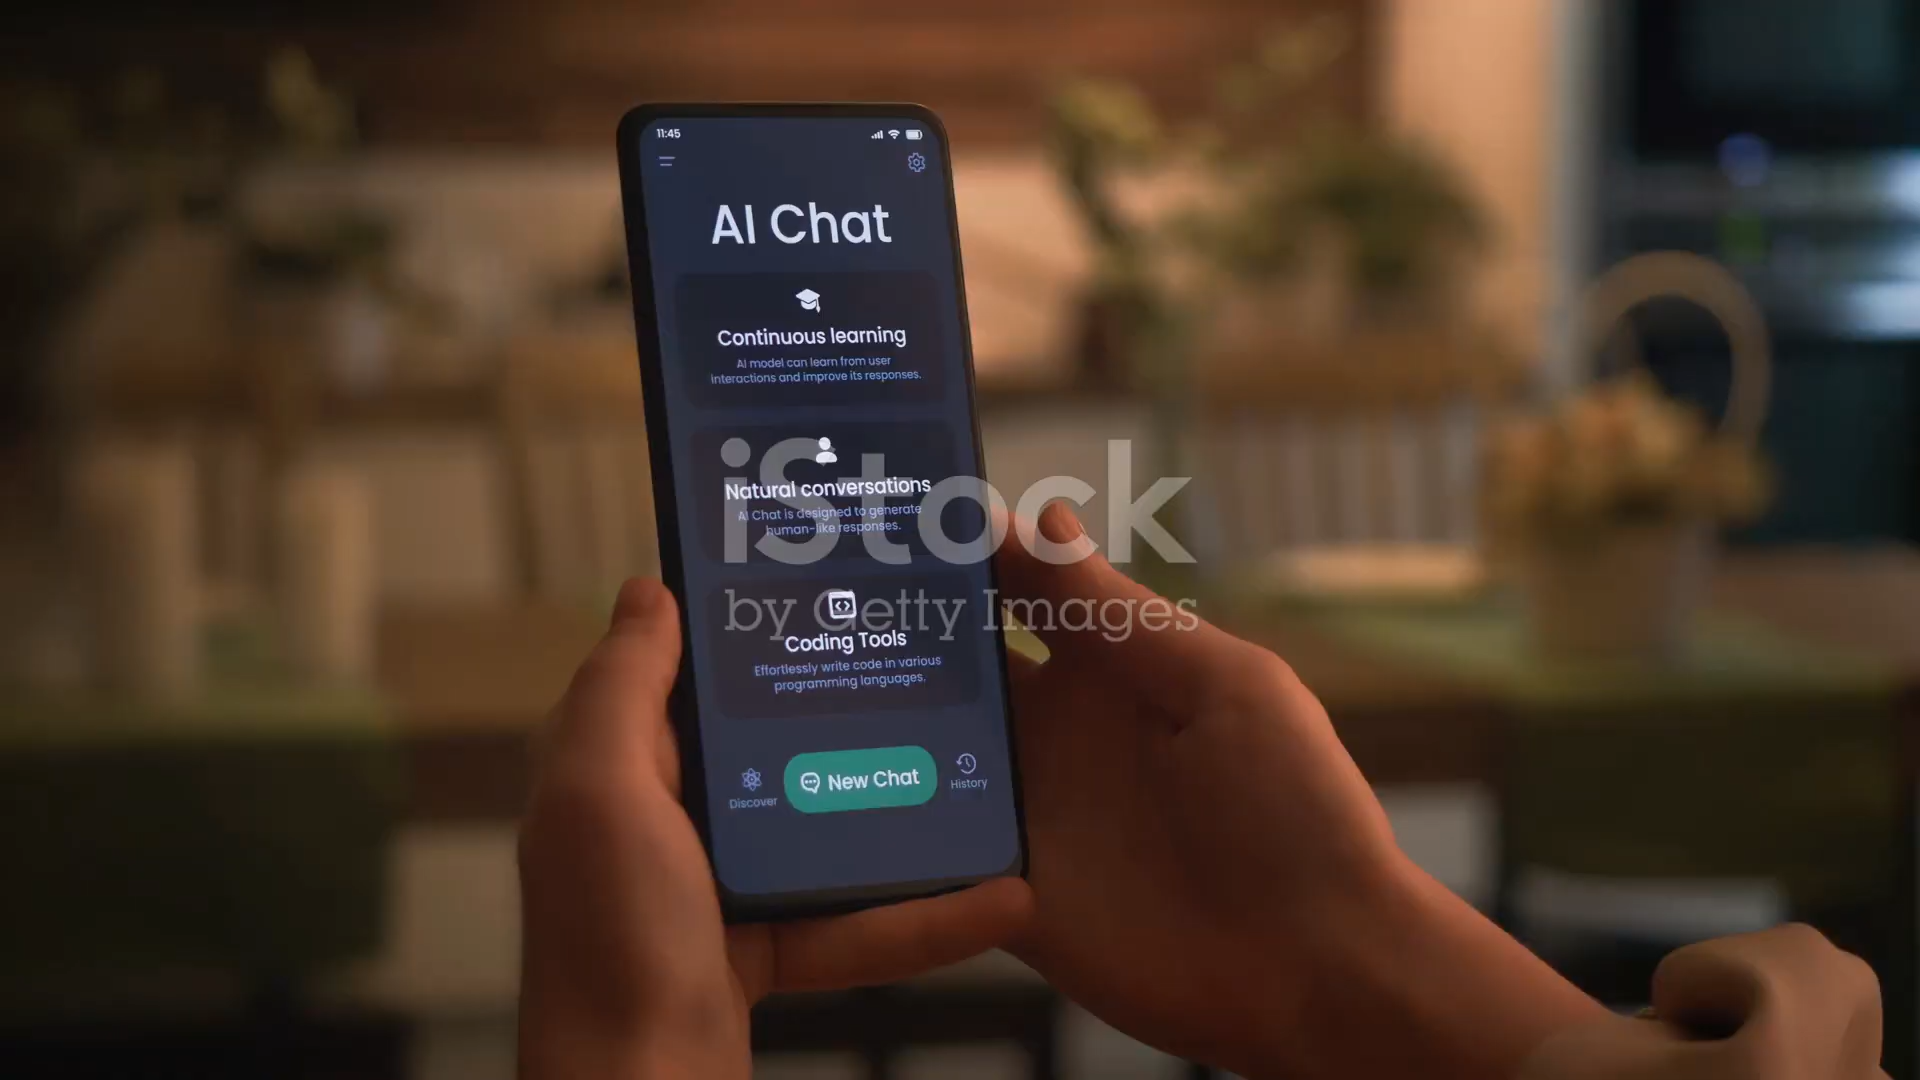 11:45
AI Chat
Continuous learning
AI model can learn from user
interactions and improve its responses.
Natural conversations
AI Chat is designed to generate
human-like responses.
iStock
by Getty Images
Coding Tools
Effortlessly write code in various
programming languages.
New Chat
Discover
History